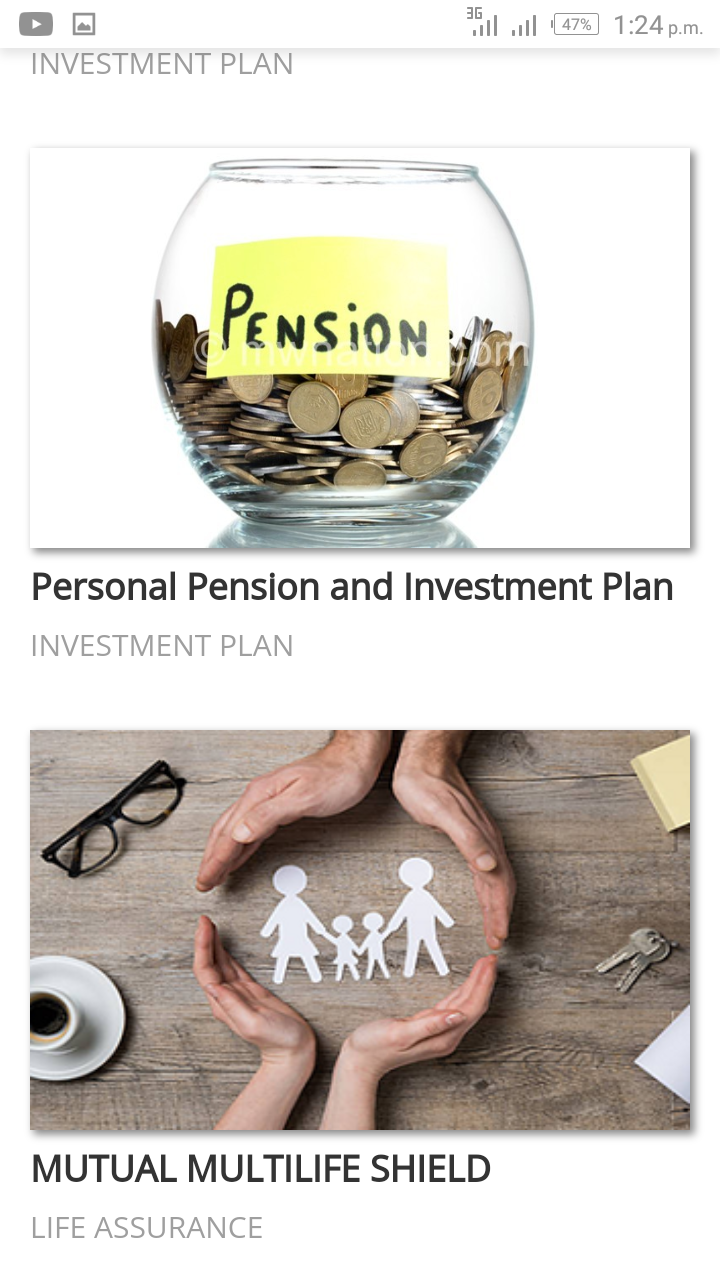 3G 47% 1:24 p.m.
INVESTMENT PLAN
PENSION
© mwnation.com
Personal Pension and Investment Plan
INVESTMENT PLAN
MUTUAL MULTILIFE SHIELD
LIFE ASSURANCE